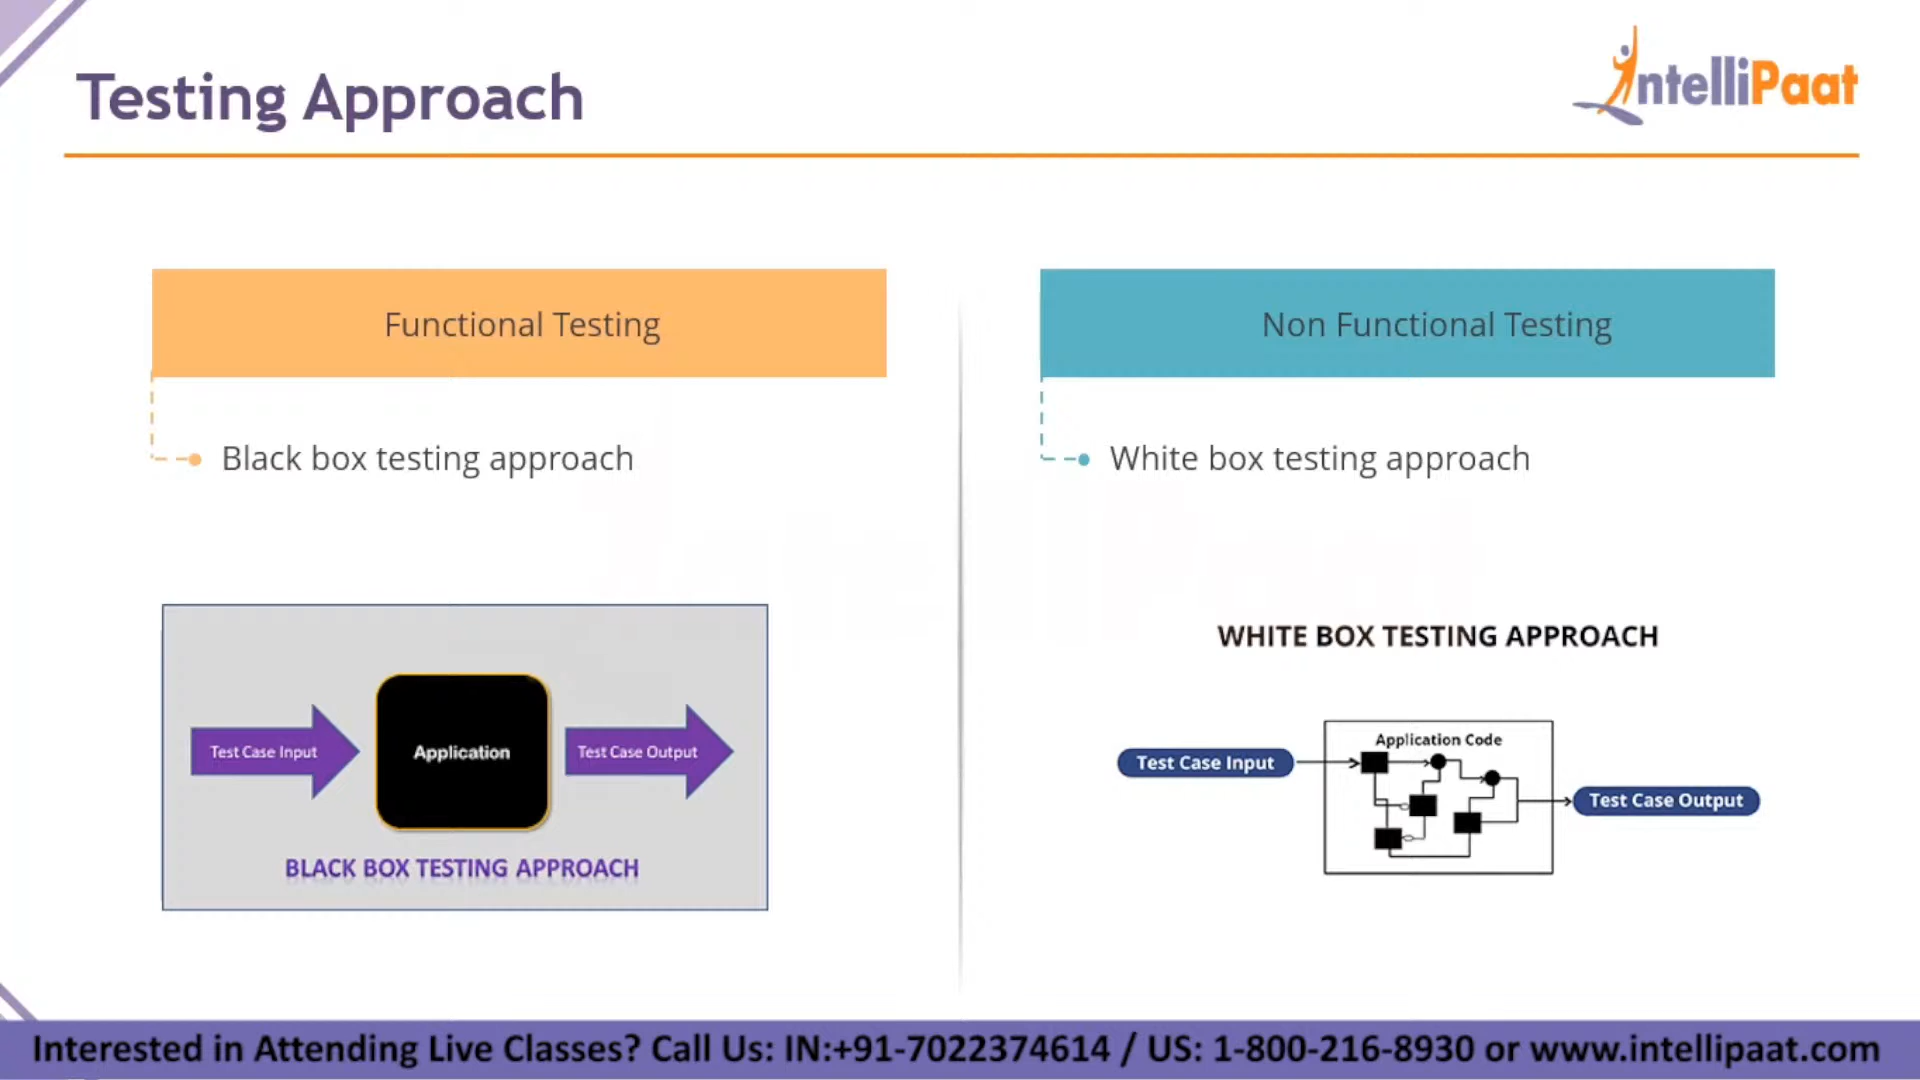 Testing Approach
IntelliPaat
Functional Testing
Black box testing approach
Test Case Input
Application
Test Case Output
BLACK BOX TESTING APPROACH
Non Functional Testing
White box testing approach
WHITE BOX TESTING APPROACH
Application Code
Test Case Input
Test Case Output
Interested in Attending Live Classes? Call Us: IN:+91-7022374614 / US: 1-800-216-8930 or www.intellipaat.com